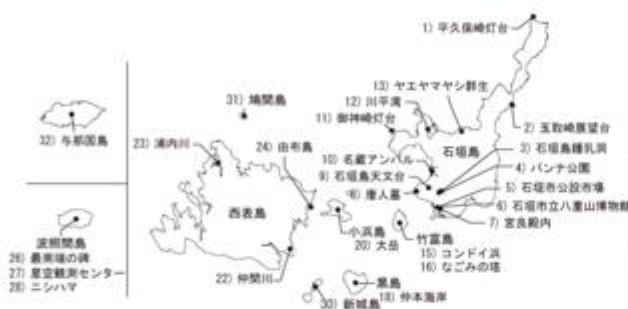 1) 平久保崎灯台
13) ヤエヤマヤシ群生
31) 鳩間島
12) 川平湾
11) 御神崎灯台
32) 与那国島
23) 浦内川
24) 由布島
石垣島
2) 玉取崎展望台
3) 石垣島鍾乳洞
10) 名蔵アンパル
4) バンナ公園
9) 石垣島天文台
5) 石垣市公設市場
8) 唐人墓
6) 石垣市立八重山博物館
西表島
7) 宮良殿内
波照間島
小浜島
竹富島
26) 最南端の碑
20) 大岳
15) コンドイ浜
27) 星空観測センター
16) なごみの塔
28) ニシハマ
22) 仲間川
黒島
18) 仲本海岸
30) 新城島